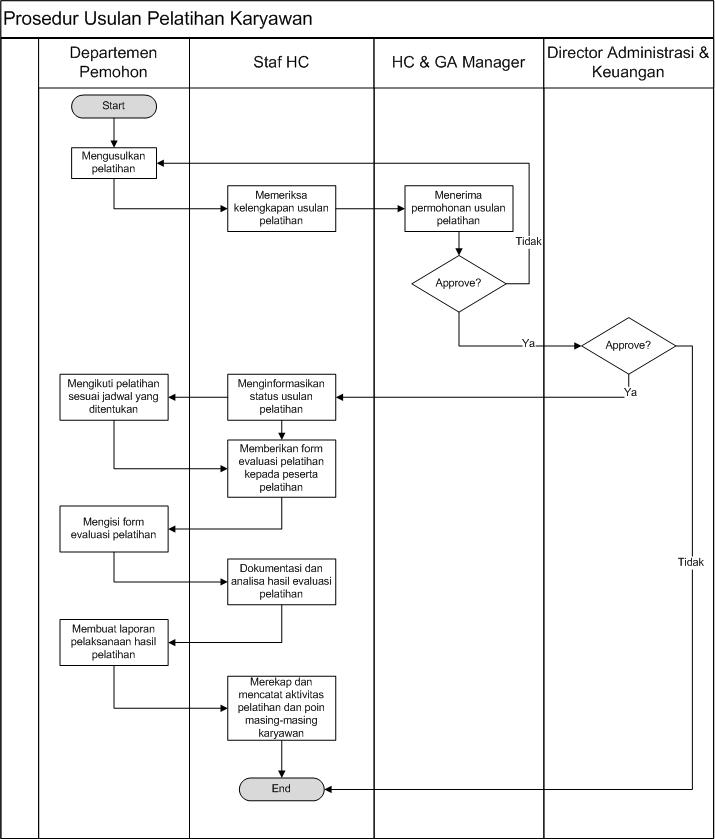 Prosedur Usulan Pelatihan Karyawan
Departemen
Pemohon
Staf HC
HC & GA Manager
Director Administrasi &
Keuangan
Start
Mengusulkan
pelatihan
Memeriksa
kelengkapan usulan
pelatihan
Menerima
permohonan usulan
pelatihan
Tidak
Approve?
Ya
Approve?
Ya
Mengikuti pelatihan
sesuai jadwal yang
ditentukan
Menginformasikan
status usulan
pelatihan
Memberikan form
evaluasi pelatihan
kepada peserta
pelatihan
Mengisi form
evaluasi pelatihan
Tidak
Dokumentasi dan
analisa hasil evaluasi
pelatihan
Membuat laporan
pelaksanaan hasil
pelatihan
Merekap dan
mencatat aktivitas
pelatihan dan poin
masing-masing
karyawan
End